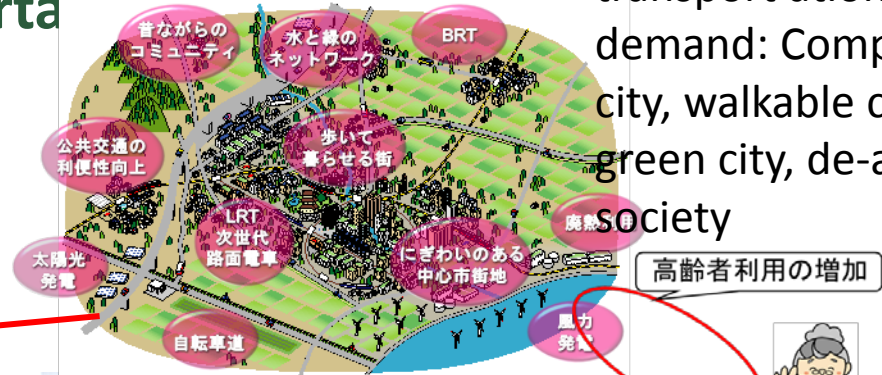 昔ながらの
コミュニティ
水と緑の
ネットワーク
BRT
demand:
city, walkable
公共交通の
利便性向上
歩いて
暮らせる街
green city,
society
LRT
次世代
路面電車
にぎわいのある
中心市街地
太陽光
発電
高齢者利用の増加
自転車道
風力
発電